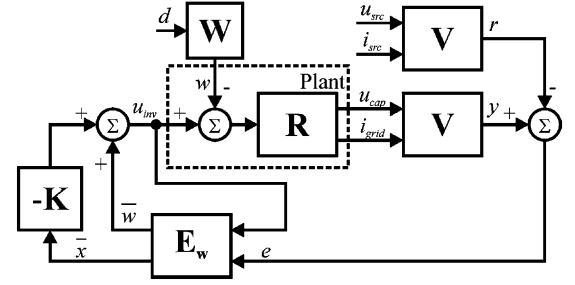 d
W
u_src
i_src
V
r
w
-
Plant
-
+
u_inv
+
u_cap
y
+
Σ
Σ
R
i_grid
V
Σ
+
-K
w̅
E_w
x̅
e